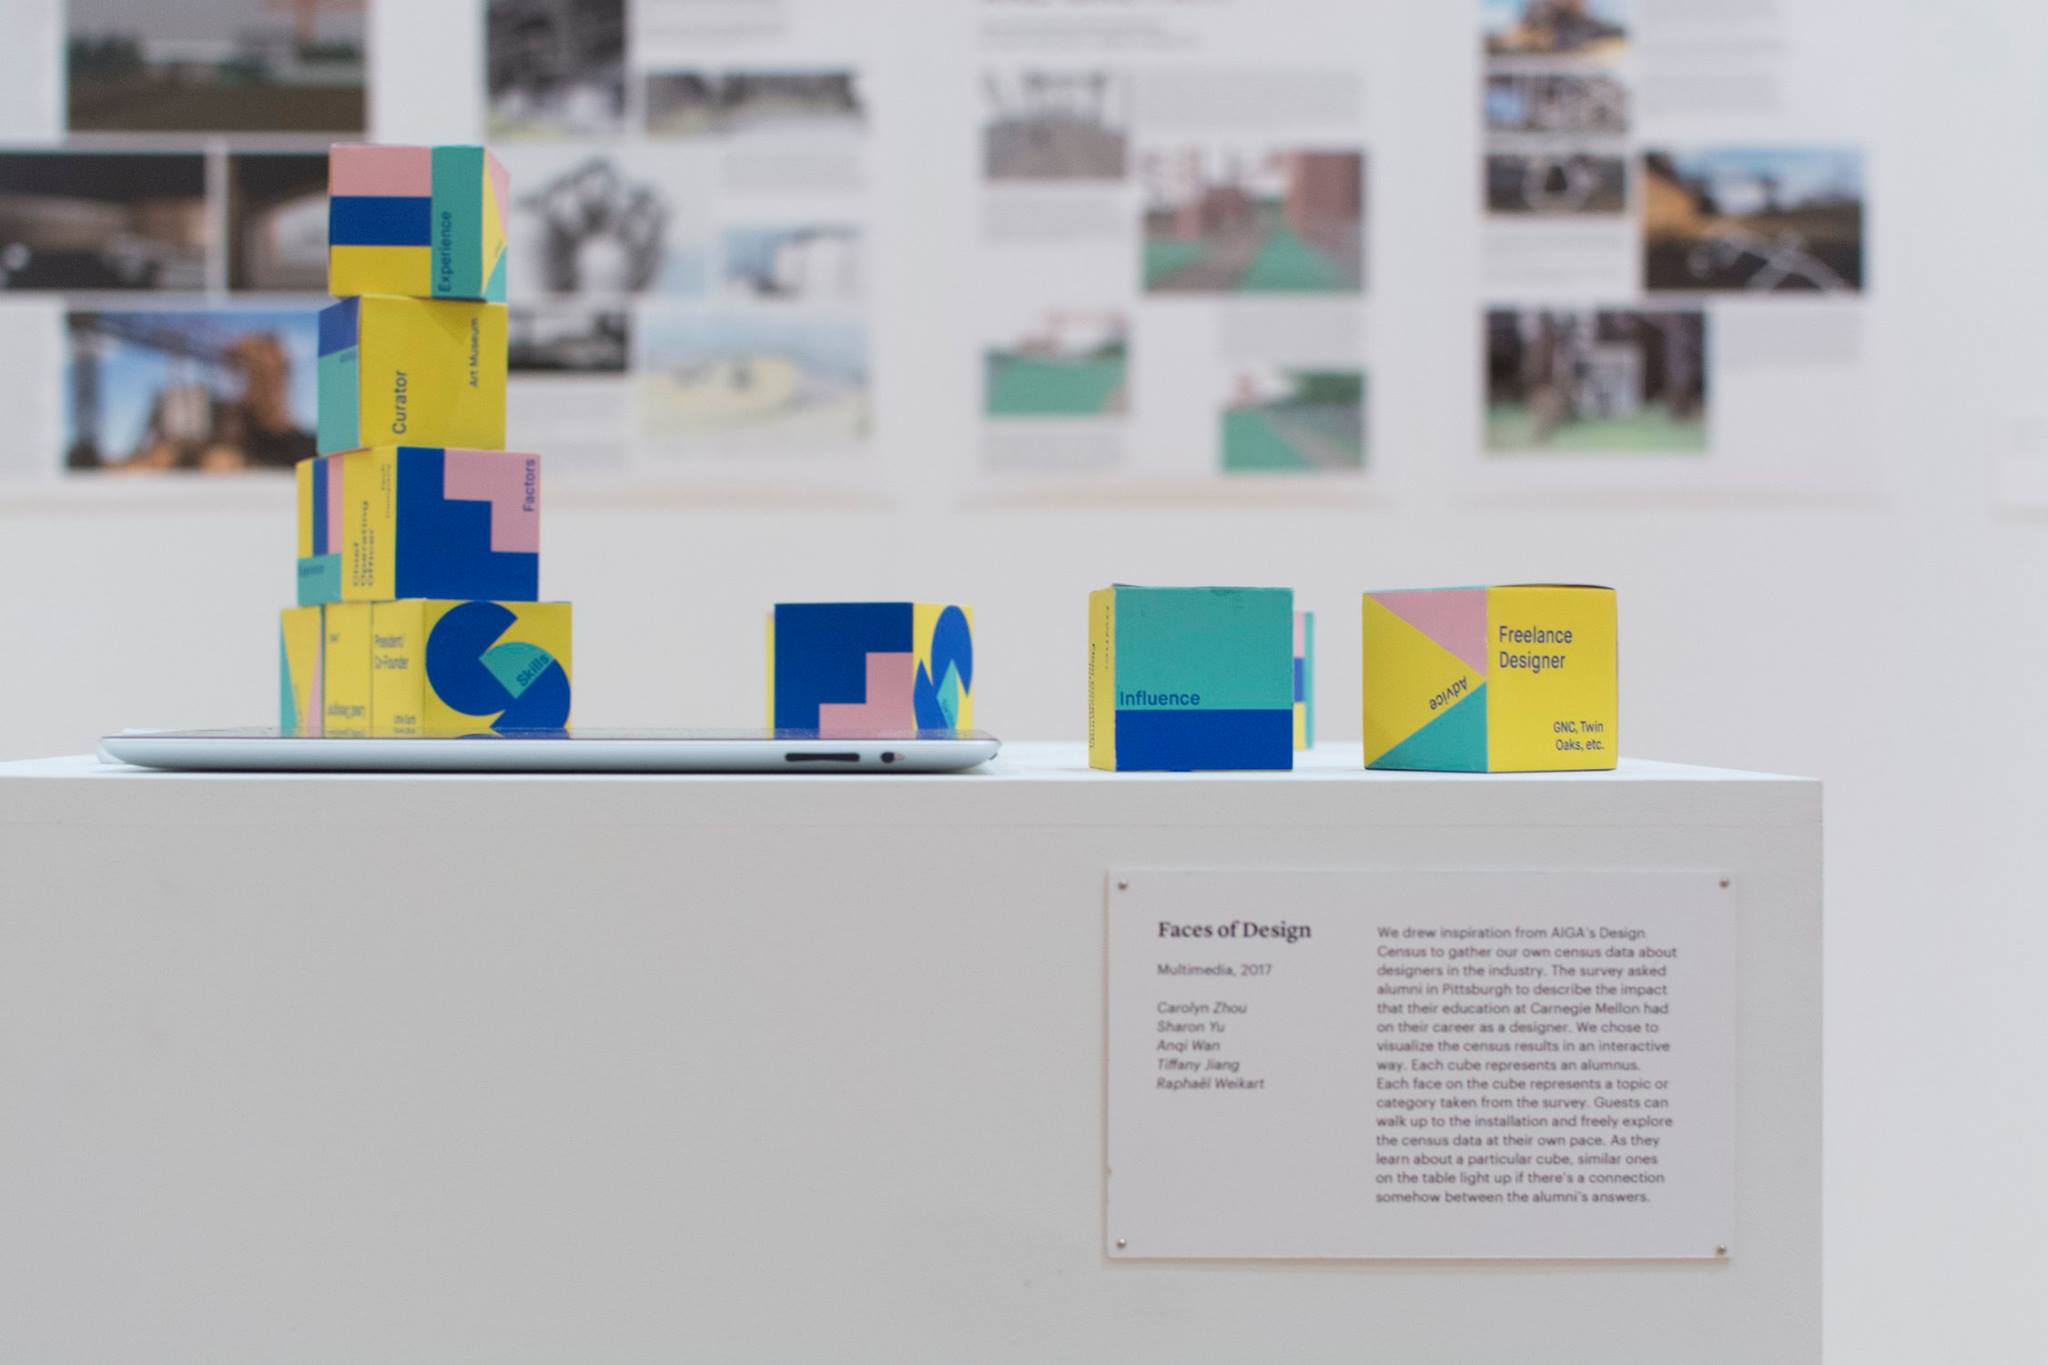 Experience
Curator
Art Museum
Factors
Chief
Operating
Officer
President/
Co-Founder
Skills
Influence
Advice
Freelance
Designer
GNC, Twin
Oaks, etc.
Faces of Design
Multimedia, 2017
Carolyn Zhou
Sharon Yu
Anqi Wan
Tiffany Jiang
Raphaël Weikart
We drew inspiration from AIGA's Design
Census to gather our own census data about
designers in the industry. The survey asked
alumni in Pittsburgh to describe the impact
that their education at Carnegie Mellon had
on their career as a designer. We chose to
visualize the census results in an interactive
way. Each cube represents an alumnus.
Each face on the cube represents a topic or
category taken from the survey. Guests can
walk up to the installation and freely explore
the census data at their own pace. As they
learn about a particular cube, similar ones
on the table light up if there's a connection
somehow between the alumni's answers.